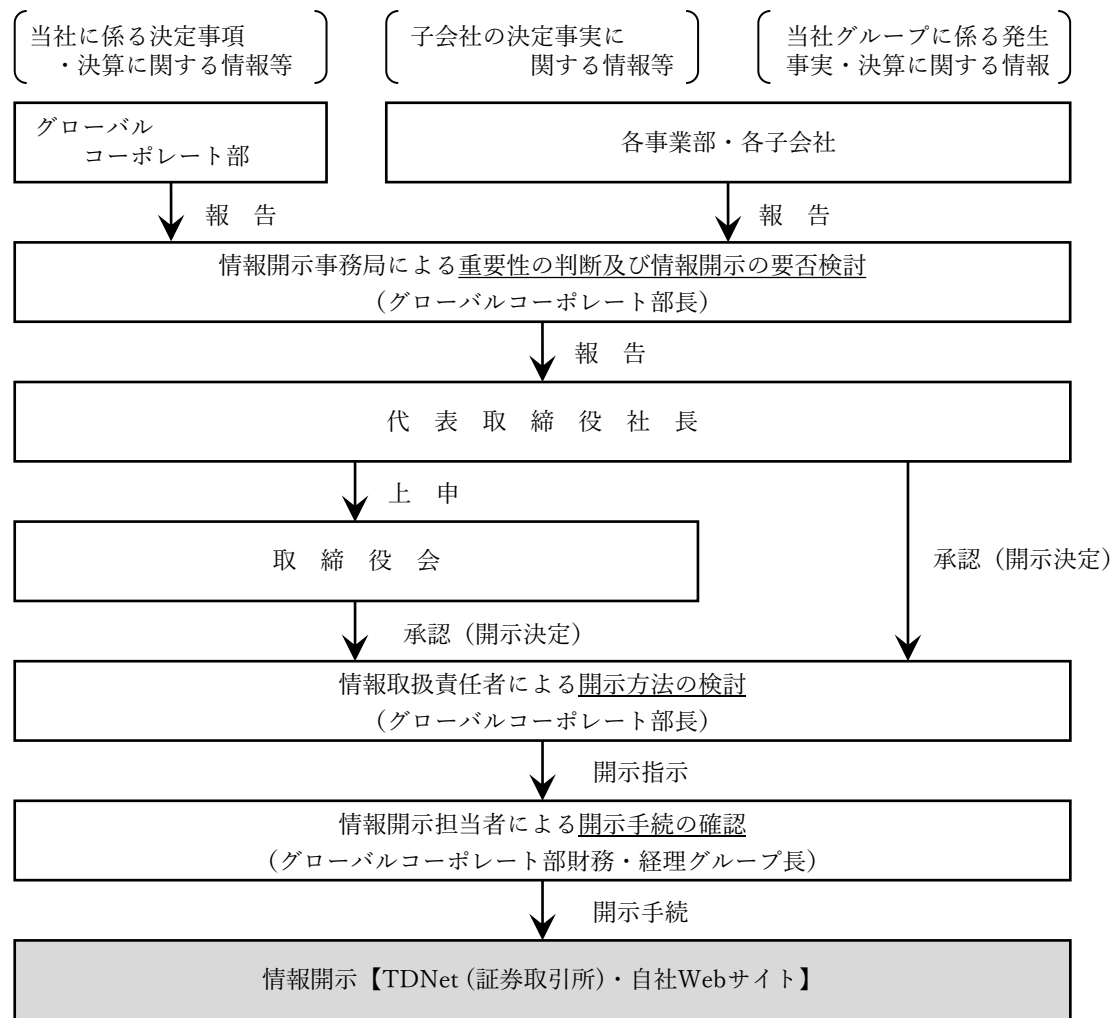 当社に係る決定事項
・決算に関する情報等
子会社の決定事実に
関する情報等
当社グループに係る発生
事実・決算に関する情報
グローバル
コーポレート部
各事業部・各子会社
報　告
報　告
情報開示事務局による重要性の判断及び情報開示の要否検討
（グローバルコーポレート部長）
報　告
代　表　取　締　役　社　長
上　申
取　締　役　会
承認（開示決定）
承認（開示決定）
情報取扱責任者による開示方法の検討
（グローバルコーポレート部長）
開示指示
情報開示担当者による開示手続の確認
（グローバルコーポレート部財務・経理グループ長）
開示手続
情報開示【TDNet (証券取引所)・自社Webサイト】